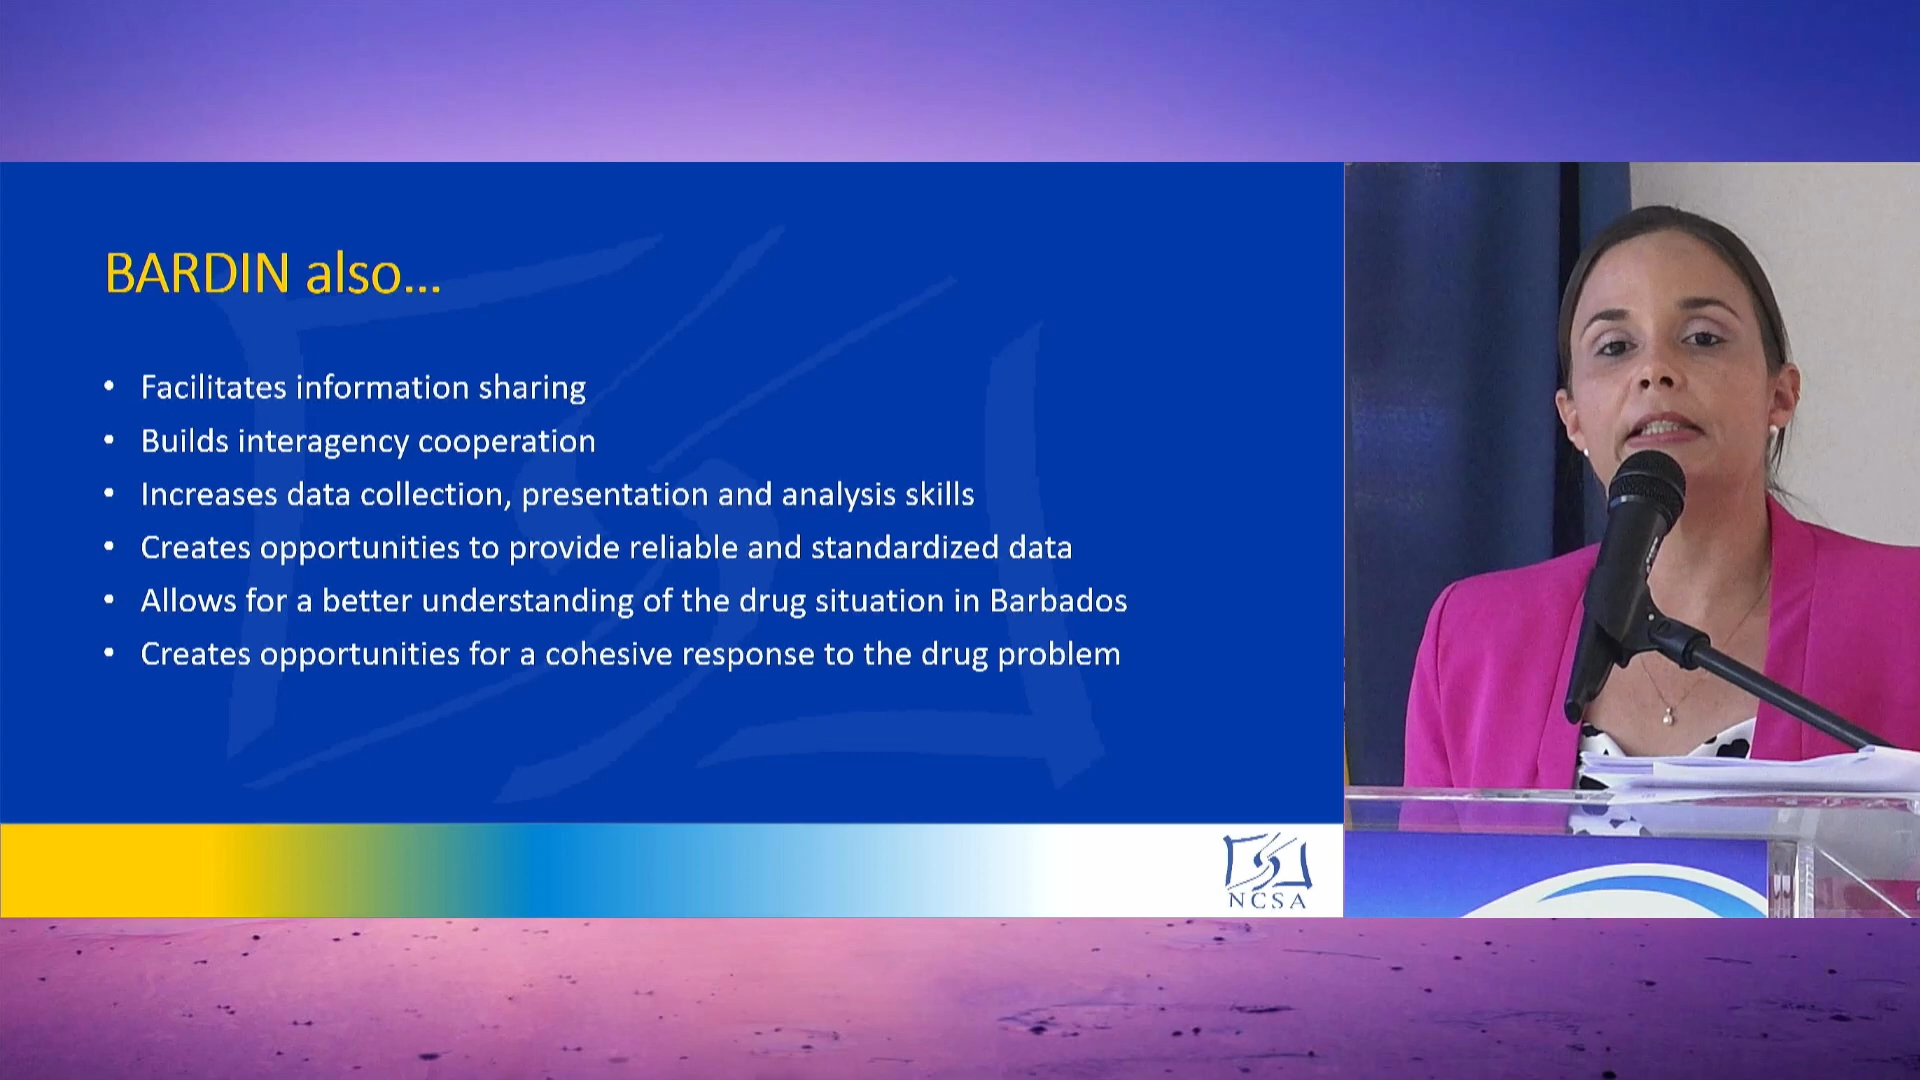 BARDIN also...
• Facilitates information sharing
• Builds interagency cooperation
• Increases data collection, presentation and analysis skills
• Creates opportunities to provide reliable and standardized data
• Allows for a better understanding of the drug situation in Barbados
• Creates opportunities for a cohesive response to the drug problem
NCSA